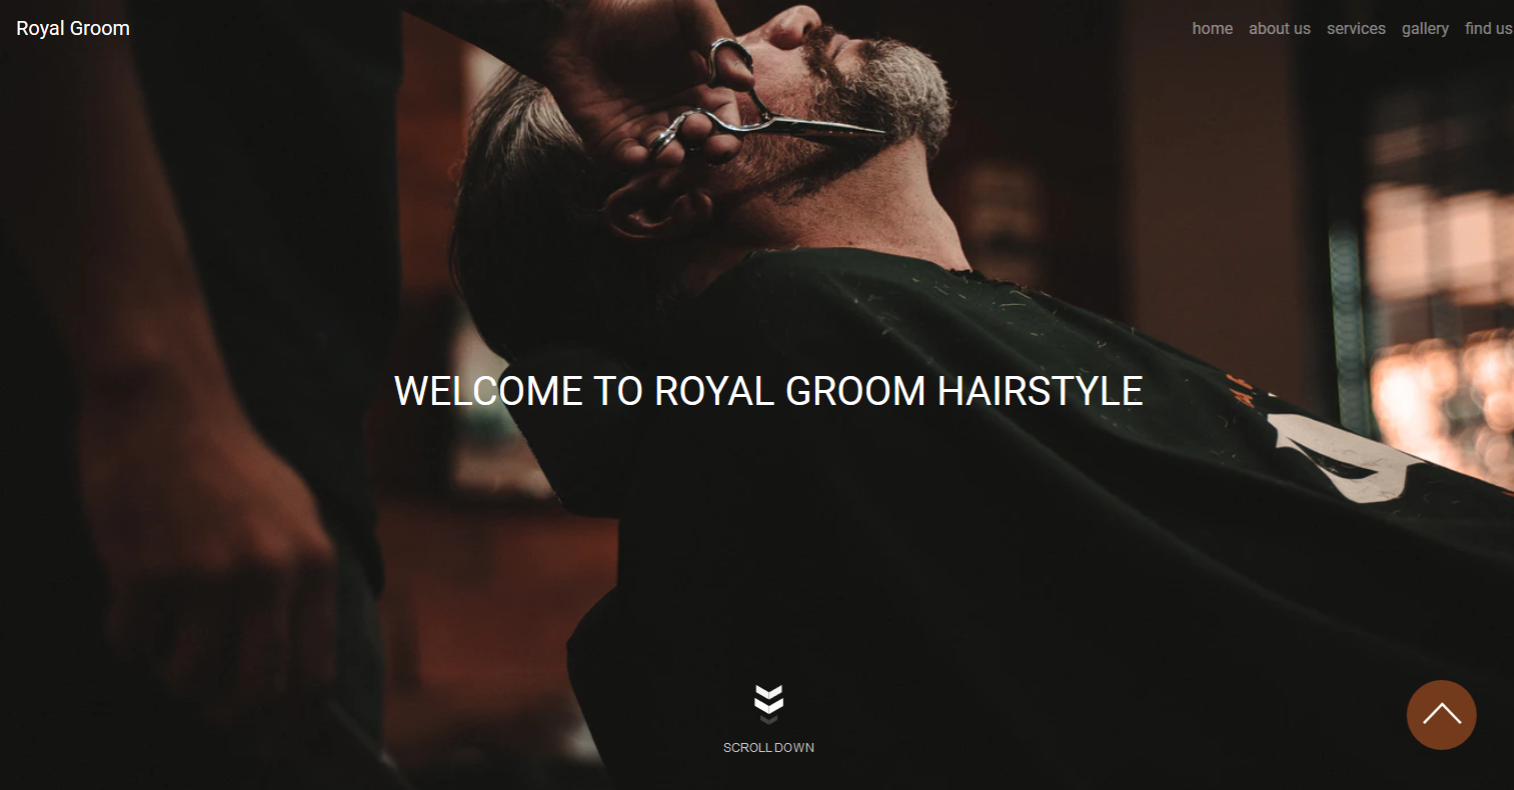 Royal Groom
home about us services gallery find us
WELCOME TO ROYAL GROOM HAIRSTYLE
SCROLL DOWN